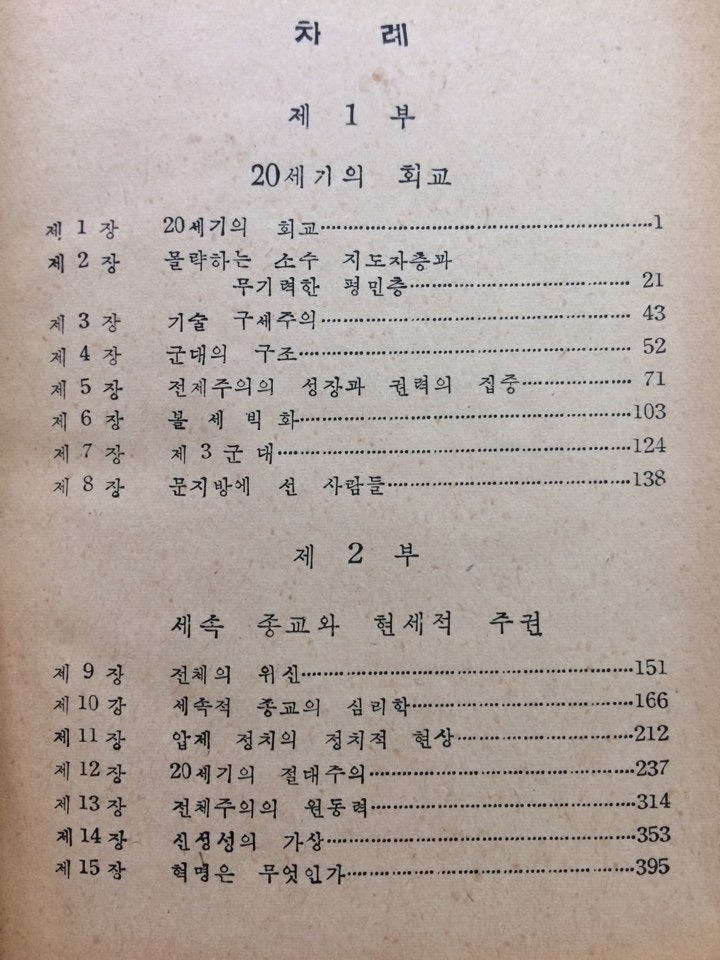 차 례
제 1 부
20세기의 회교
제 1 장 20세기의 회교 1
제 2 장 몰략하는 소수 지도자층과
무기력한 평민층 21
제 3 장 기술 구세주의 43
제 4 장 군대의 구조 52
제 5 장 전제주의의 성장과 권력의 집중 71
제 6 장 볼 세 빅 화 103
제 7 장 제 3 군 대 124
제 8 장 문지방에 선 사람들 138
제 2 부
세속 종교와 현세적 주권
제 9 장 전체의 위신 151
제 10 강 세속적 종교의 심리학 166
제 11 장 압제 정치의 정치적 현상 212
제 12 장 20세기의 절대주의 237
제 13 장 전체주의의 원동력 314
제 14 장 신성성의 가상 353
제 15 장 혁명은 무엇인가 395